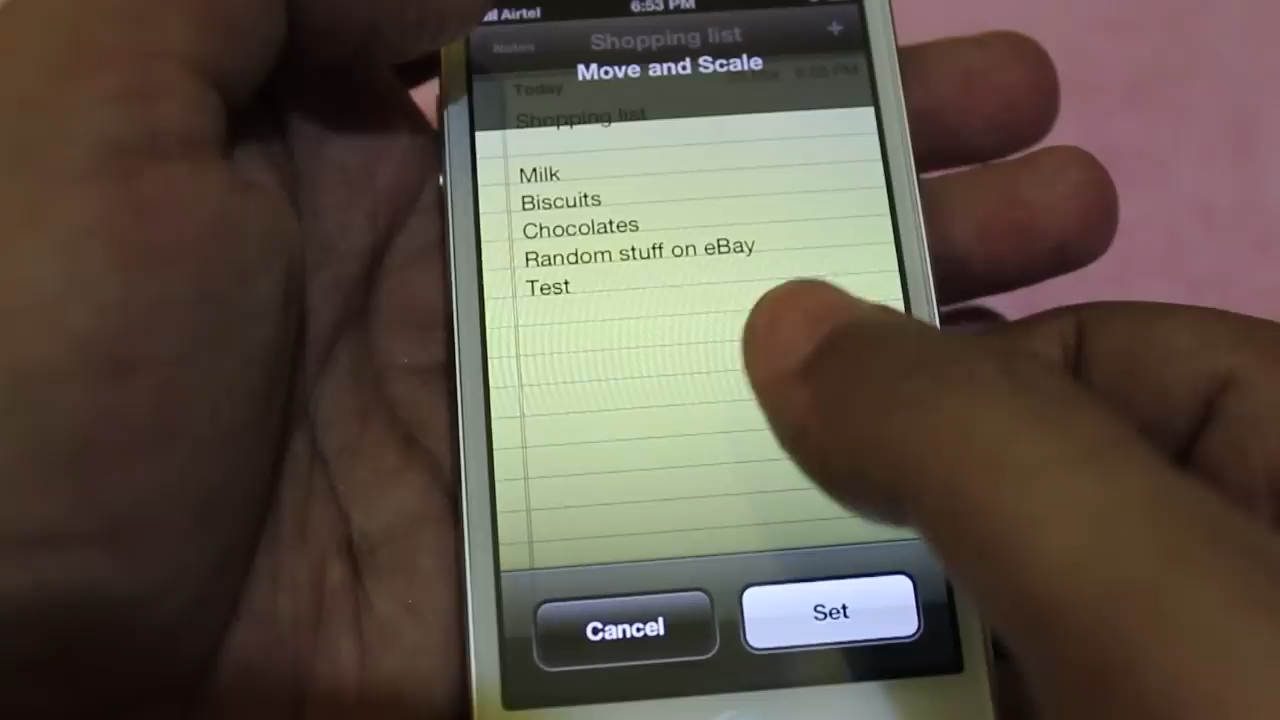 Airtel
6:53 PM
Notes
Shopping list
+
Move and Scale
Today
Shopping list
Milk
Biscuits
Chocolates
Random stuff on eBay
Test
Cancel
Set